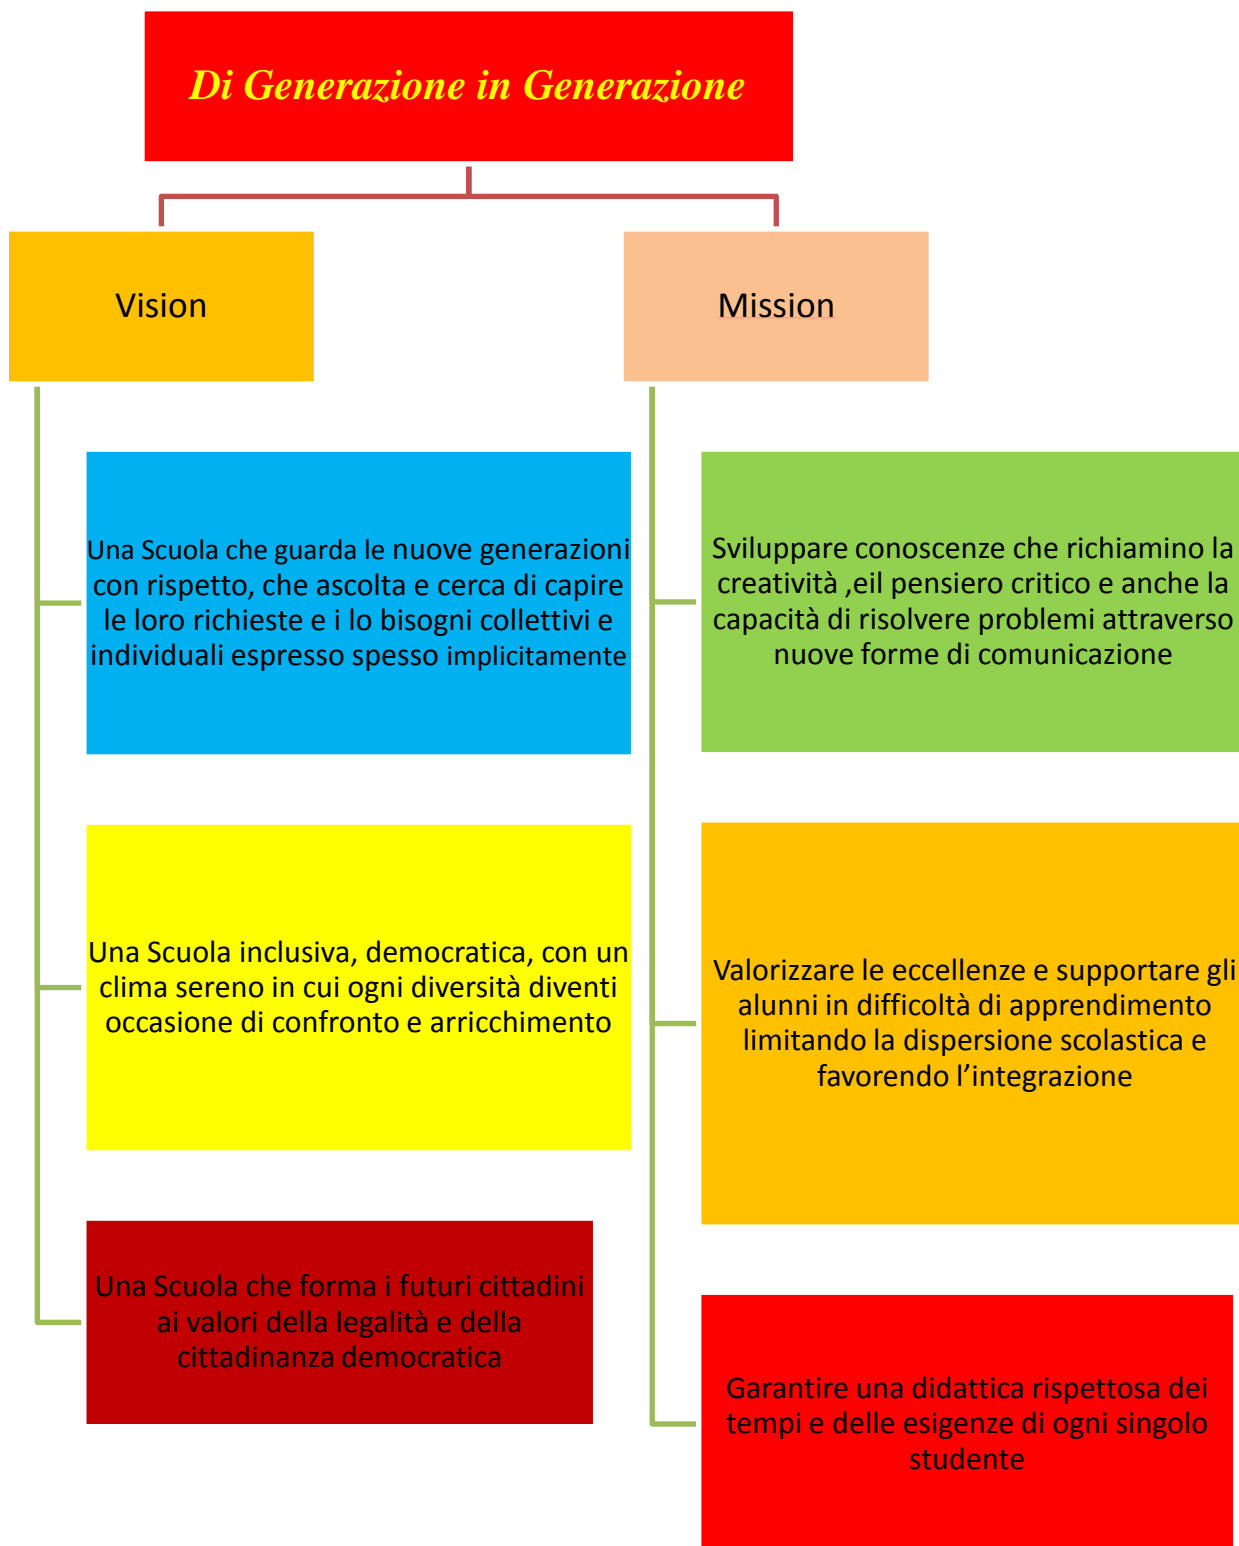 Di Generazione in Generazione
Vision
Mission
Una Scuola che guarda le nuove generazioni
con rispetto, che ascolta e cerca di capire
le loro richieste e i lo bisogni collettivi e
individuali espresso spesso implicitamente
Una Scuola inclusiva, democratica, con un
clima sereno in cui ogni diversità diventi
occasione di confronto e arricchimento
Una Scuola che forma i futuri cittadini
ai valori della legalità e della
cittadinanza democratica
Sviluppare conoscenze che richiamino la
creatività ,eil pensiero critico e anche la
capacità di risolvere problemi attraverso
nuove forme di comunicazione
Valorizzare le eccellenze e supportare gli
alunni in difficoltà di apprendimento
limitando la dispersione scolastica e
favorendo l’integrazione
Garantire una didattica rispettosa dei
tempi e delle esigenze di ogni singolo
studente